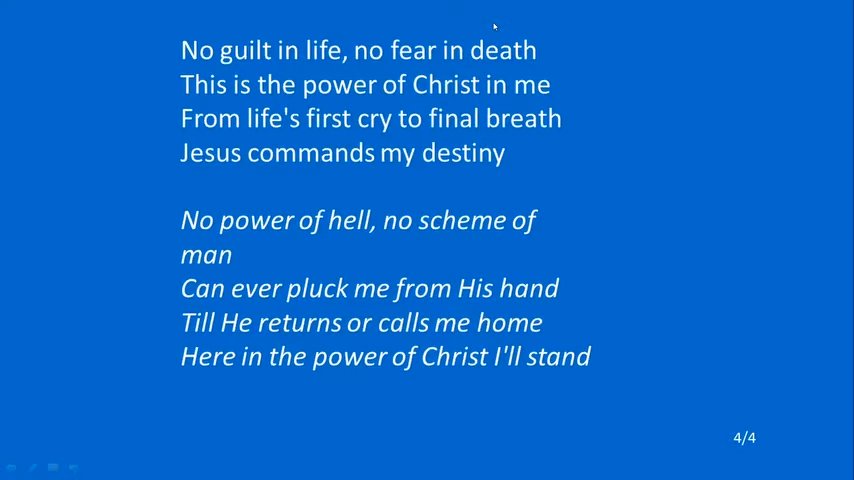 No guilt in life, no fear in death
This is the power of Christ in me
From life's first cry to final breath
Jesus commands my destiny
No power of hell, no scheme of
man
Can ever pluck me from His hand
Till He returns or calls me home
Here in the power of Christ I'll stand
4/4